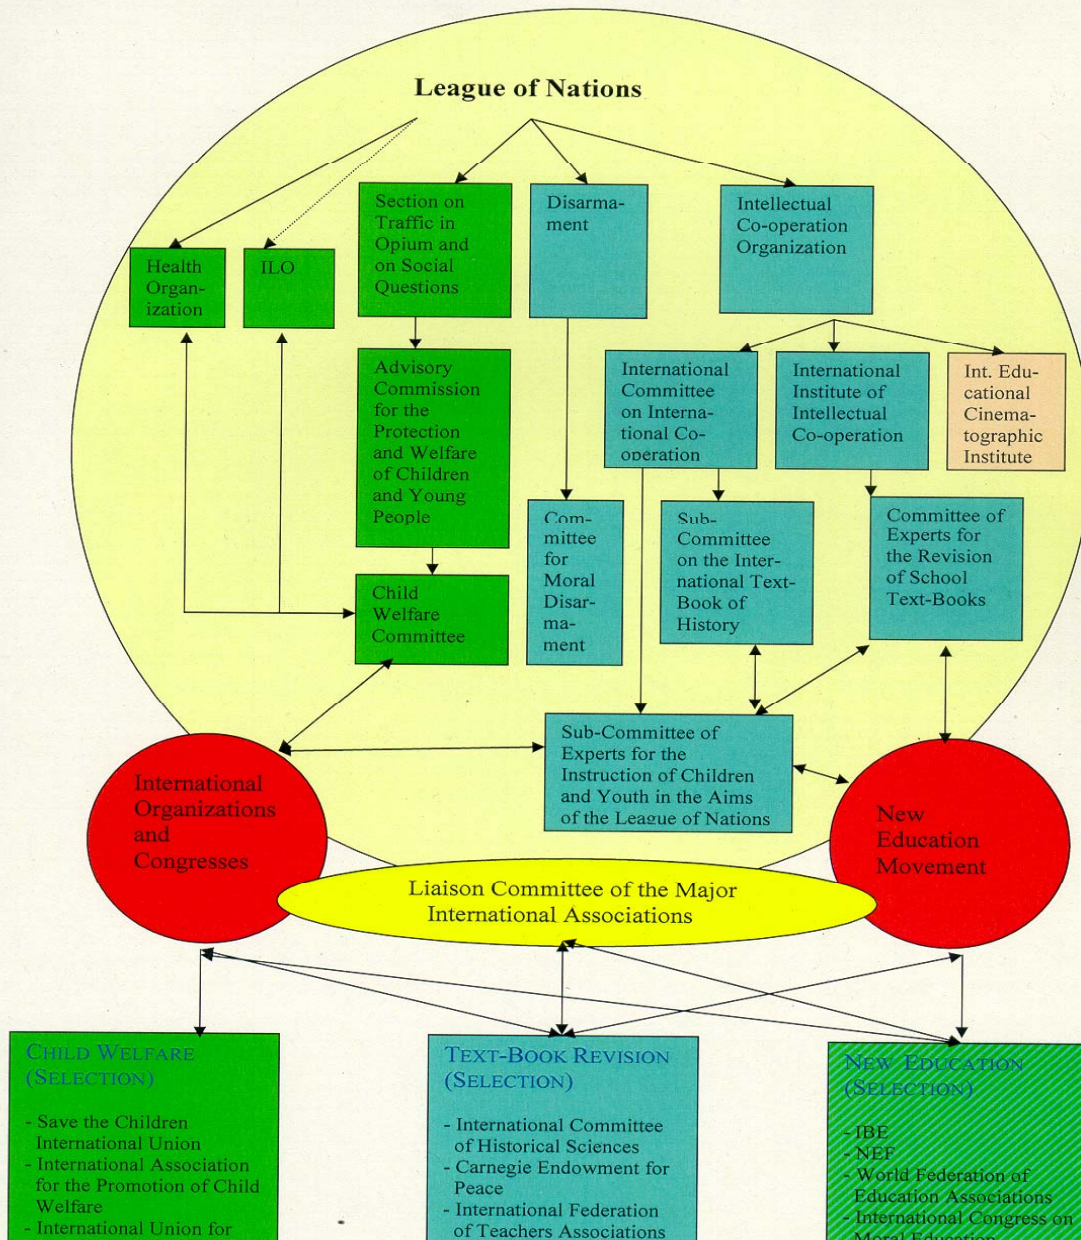 League of Nations
Health
Organ-
ization
ILO
Section on
Traffic in
Opium and
on Social
Questions
Disarma-
ment
Intellectual
Co-operation
Organization
Advisory
Commission
for the
Protection
and Welfare
of Children
and Young
People
International
Committee
on Interna-
tional Co-
operation
International
Institute of
Intellectual
Co-operation
Int. Edu-
cational
Cinema-
tographic
Institute
Child
Welfare
Committee
Com-
mittee
for
Moral
Disar-
mament
Sub-
Committee
on the Inter-
national Text-
Book of
History
Committee of
Experts for
the Revision
of School
Text-Books
Sub-Committee of
Experts for the
Instruction of Children
and Youth in the Aims
of the League of Nations
International
Organizations
and
Congresses
New
Education
Movement
Liaison Committee of the Major
International Associations
CHILD WELFARE
(SELECTION)
- Save the Children
International Union
- International Association
for the Promotion of Child
Welfare
- International Union for
TEXT-BOOK REVISION
(SELECTION)
- International Committee
of Historical Sciences
- Carnegie Endowment for
Peace
- International Federation
of Teachers Associations
NEW EDUCATION
(SELECTION)
- IBE
- NEF
- World Federation of
Education Associations
- International Congress on
Moral Education